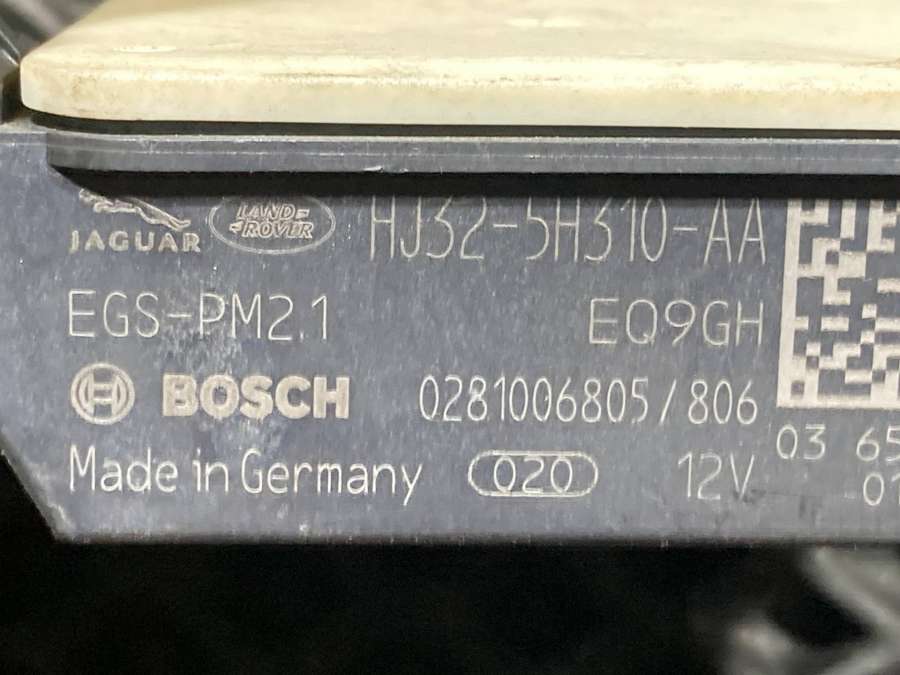 JAGUAR LAND-ROVER HJ32-5H310-AA
EGS-PM2.1 EQ9GH
BOSCH 0281006805/806
03 65
Made in Germany 020 12V
01